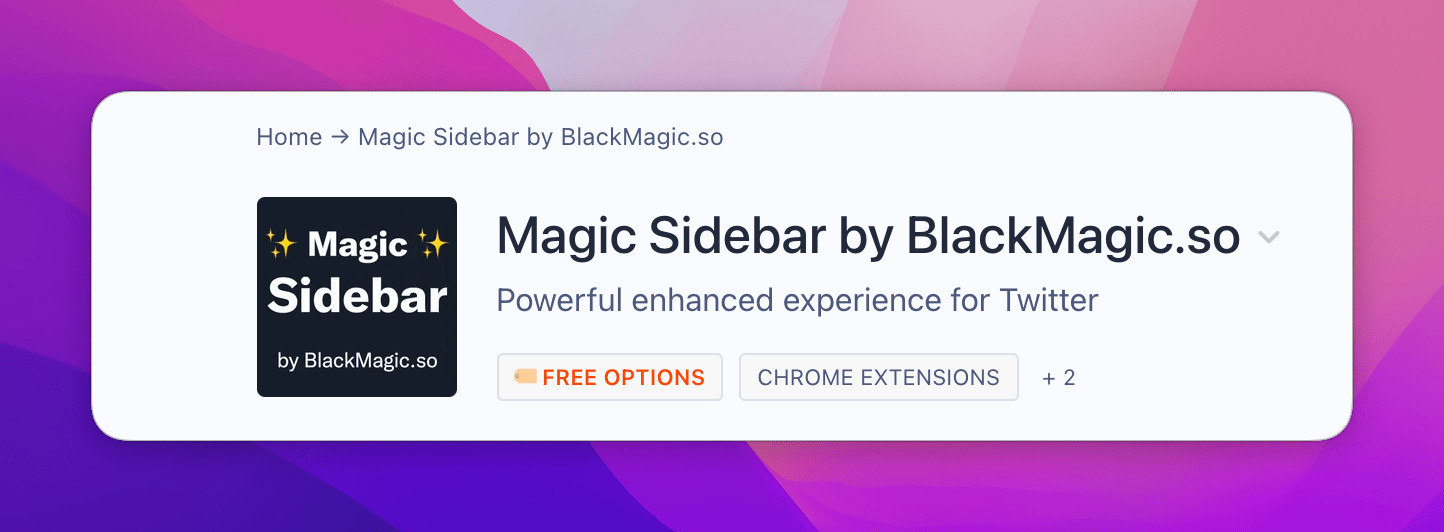 Home → Magic Sidebar by BlackMagic.so
✨ Magic ✨
Sidebar
by BlackMagic.so
Magic Sidebar by BlackMagic.so
Powerful enhanced experience for Twitter
FREE OPTIONS
CHROME EXTENSIONS
+ 2